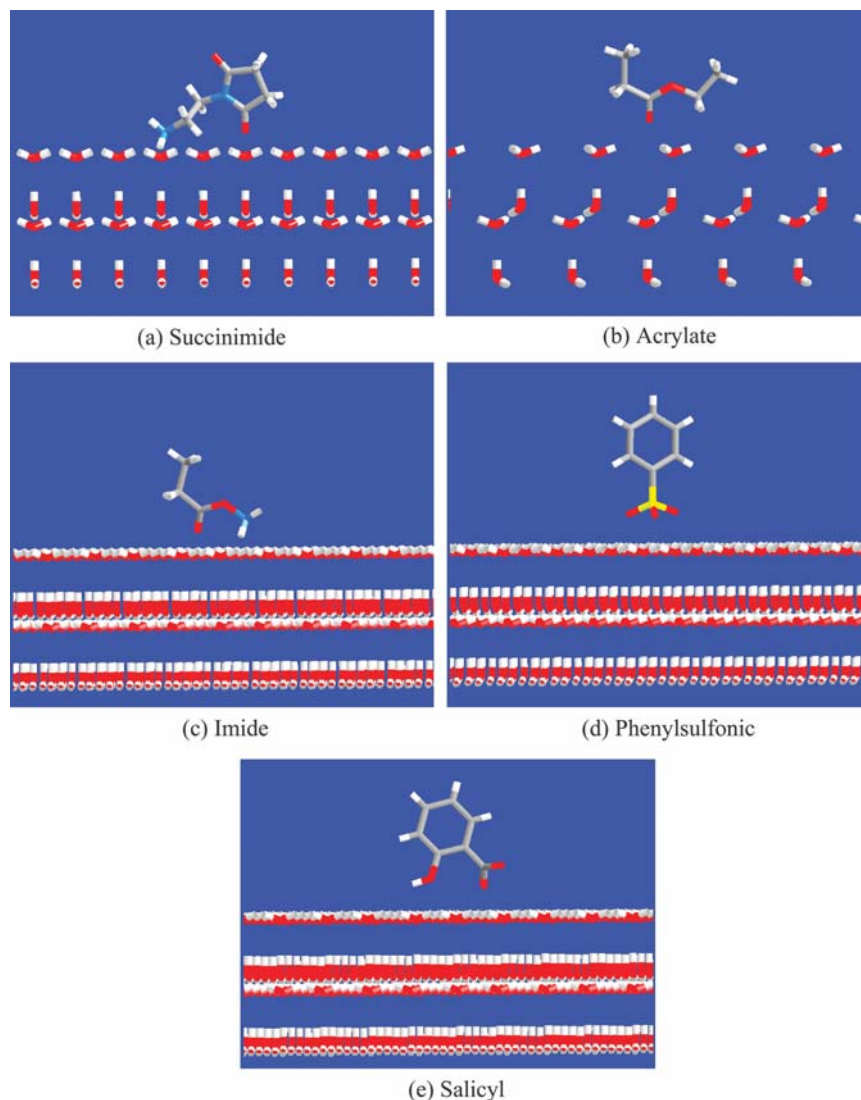 (a) Succinimide
(b) Acrylate
(c) Imide
(d) Phenylsulfonic
(e) Salicyl